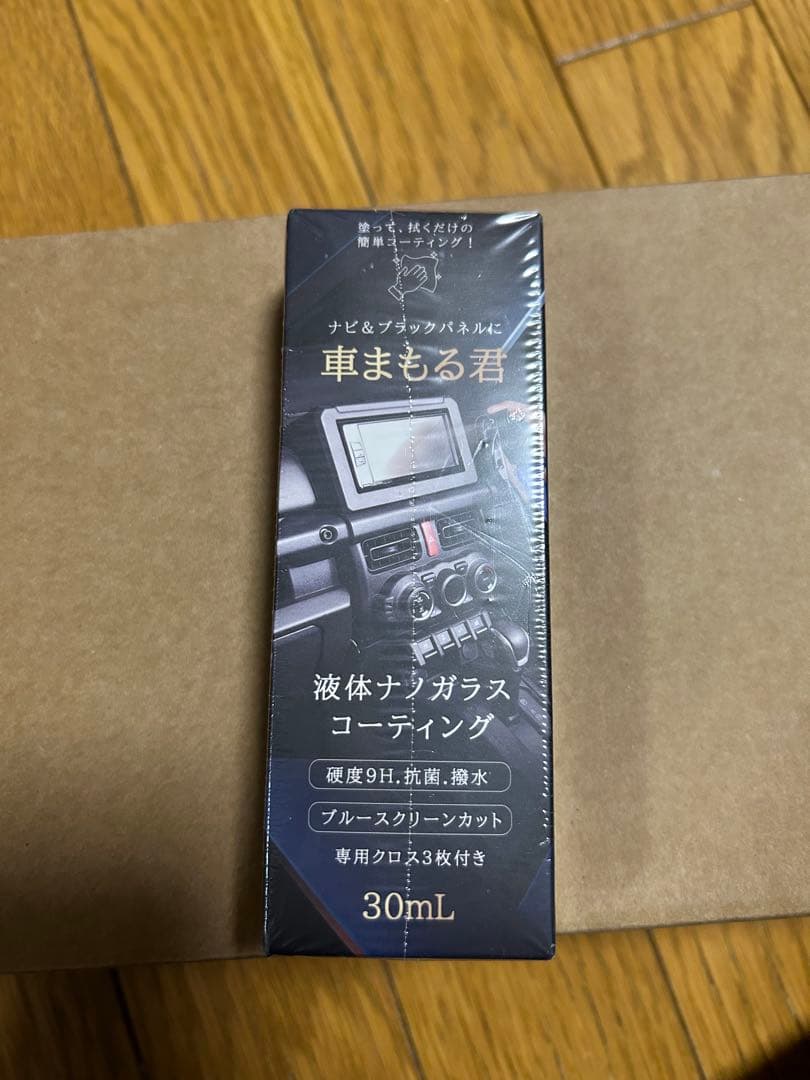 塗って、拭くだけの
簡単コーティング!
ナビ&ブラックパネルに
車まもる君
液体ナノガラス
コーティング
硬度9H.抗菌.撥水
ブルースクリーンカット
専用クロス3枚付き
30mL